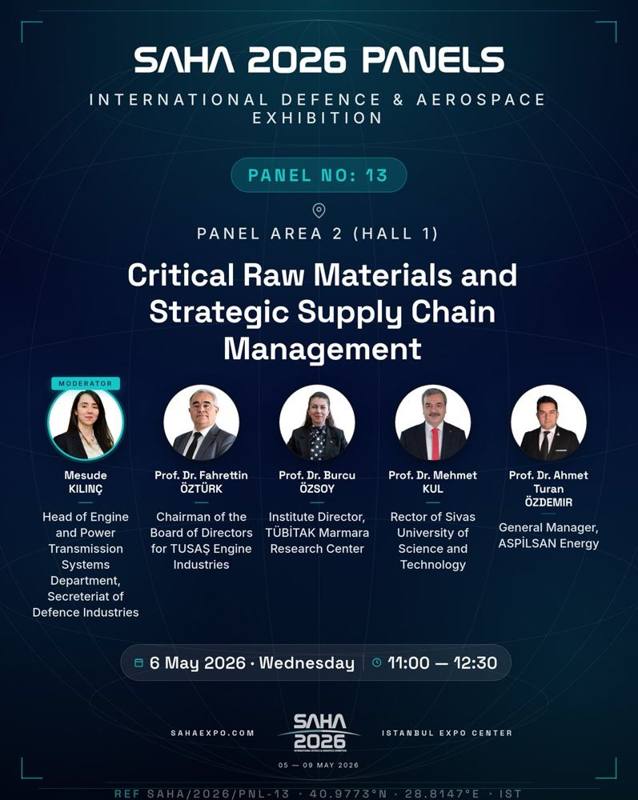 SAHA 2026 PANELS
INTERNATIONAL DEFENCE & AEROSPACE
EXHIBITION
PANEL NO: 13
PANEL AREA 2 (HALL 1)
Critical Raw Materials and
Strategic Supply Chain
Management
MODERATOR
Mesude
KILINÇ
Head of Engine
and Power
Transmission
Systems
Department,
Secreteriat of
Defence Industries
Prof. Dr. Fahrettin
ÖZTÜRK
Chairman of the
Board of Directors
for TUSAŞ Engine
Industries
Prof. Dr. Burcu
ÖZSOY
Institute Director,
TÜBİTAK Marmara
Research Center
Prof. Dr. Mehmet
KUL
Rector of Sivas
University of
Science and
Technology
Prof. Dr. Ahmet
Turan
ÖZDEMIR
General Manager,
ASPİLSAN Energy
6 May 2026 · Wednesday
11:00 — 12:30
SAHAEXPO.COM
SAHA
2026
ISTANBUL EXPO CENTER
05 — 09 MAY 2026
REF SAHA/2026/PNL-13 · 40.9773°N · 28.8147°E · IST